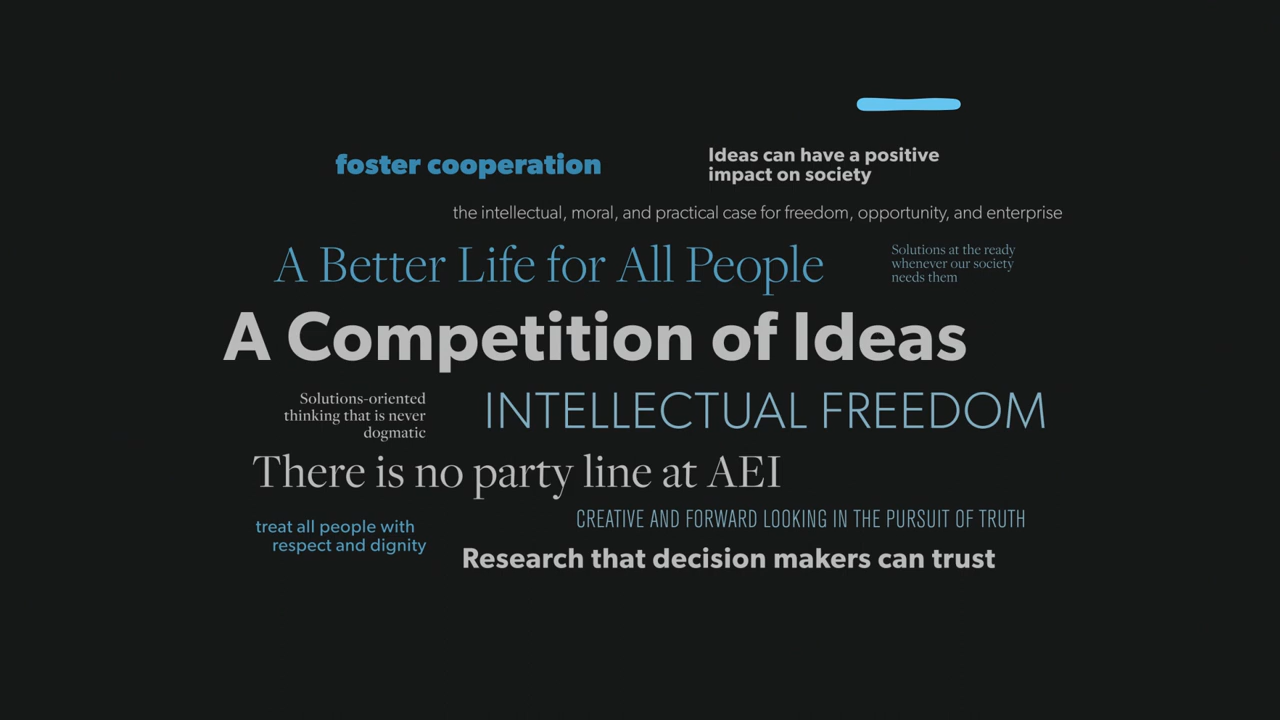 foster cooperation
Ideas can have a positive
impact on society
the intellectual, moral, and practical case for freedom, opportunity, and enterprise
A Better Life for All People
Solutions at the ready
whenever our society
needs them
A Competition of Ideas
Solutions-oriented
thinking that is never
dogmatic
INTELLECTUAL FREEDOM
There is no party line at AEI
CREATIVE AND FORWARD LOOKING IN THE PURSUIT OF TRUTH
treat all people with
respect and dignity
Research that decision makers can trust